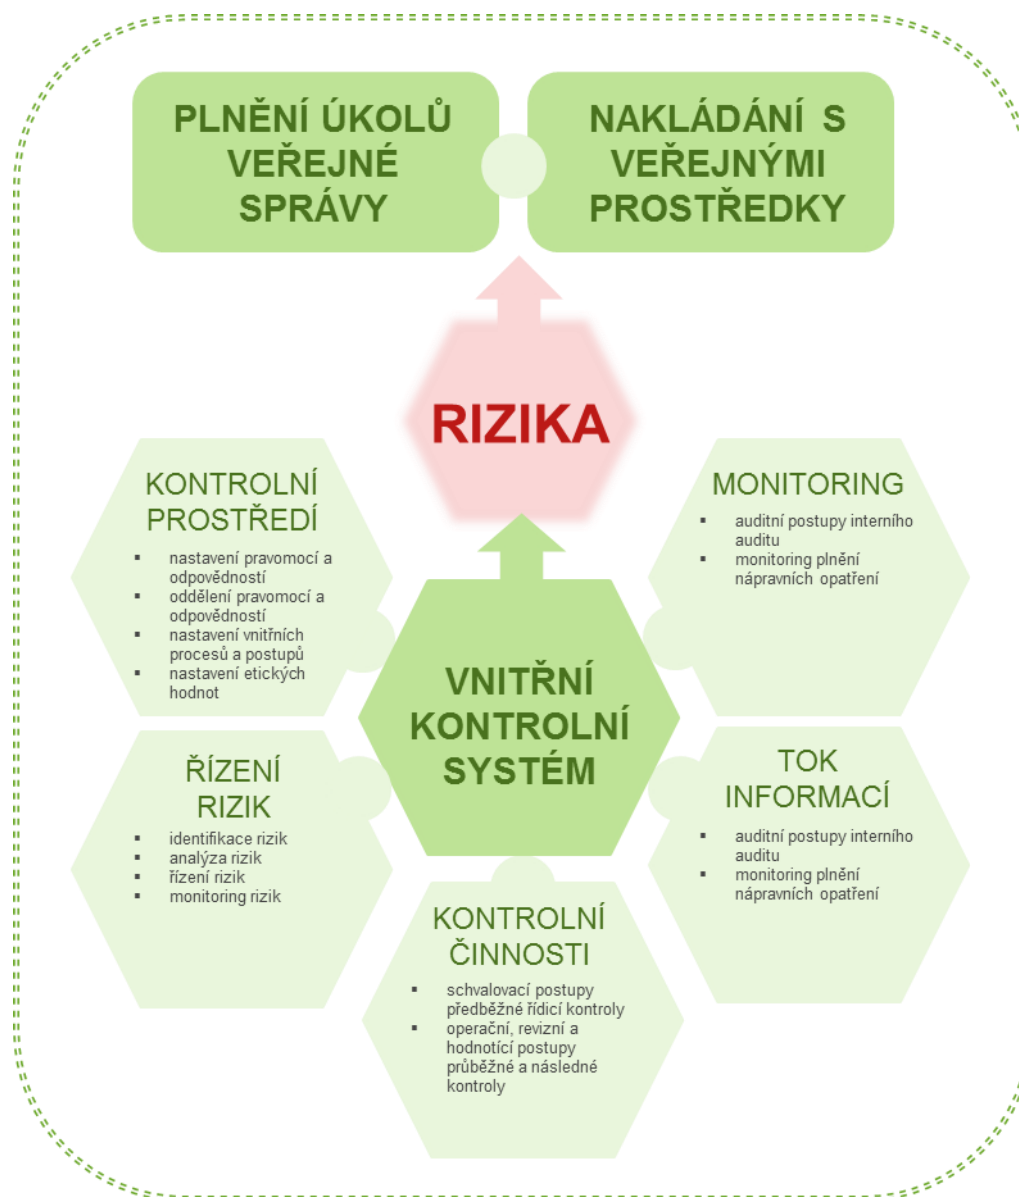 PLNĚNÍ ÚKOLŮ
VEŘEJNÉ
SPRÁVY
NAKLÁDÁNÍ S
VEŘEJNÝMI
PROSTŘEDKY
RIZIKA
KONTROLNÍ
PROSTŘEDÍ
▪ nastavení pravomocí a
odpovědností
▪ oddělení pravomocí a
odpovědností
▪ nastavení vnitřních
procesů a postupů
▪ nastavení etických
hodnot
MONITORING
▪ auditní postupy interního
auditu
▪ monitoring plnění
nápravních opatření
VNITŘNÍ
KONTROLNÍ
SYSTÉM
ŘÍZENÍ
RIZIK
▪ identifikace rizik
▪ analýza rizik
▪ řízení rizik
▪ monitoring rizik
TOK
INFORMACÍ
▪ auditní postupy interního
auditu
▪ monitoring plnění
nápravních opatření
KONTROLNÍ
ČINNOSTI
▪ schvalovací postupy
předběžné řídicí kontroly
▪ operační, revizní a
hodnotící postupy
průběžné a následné
kontroly